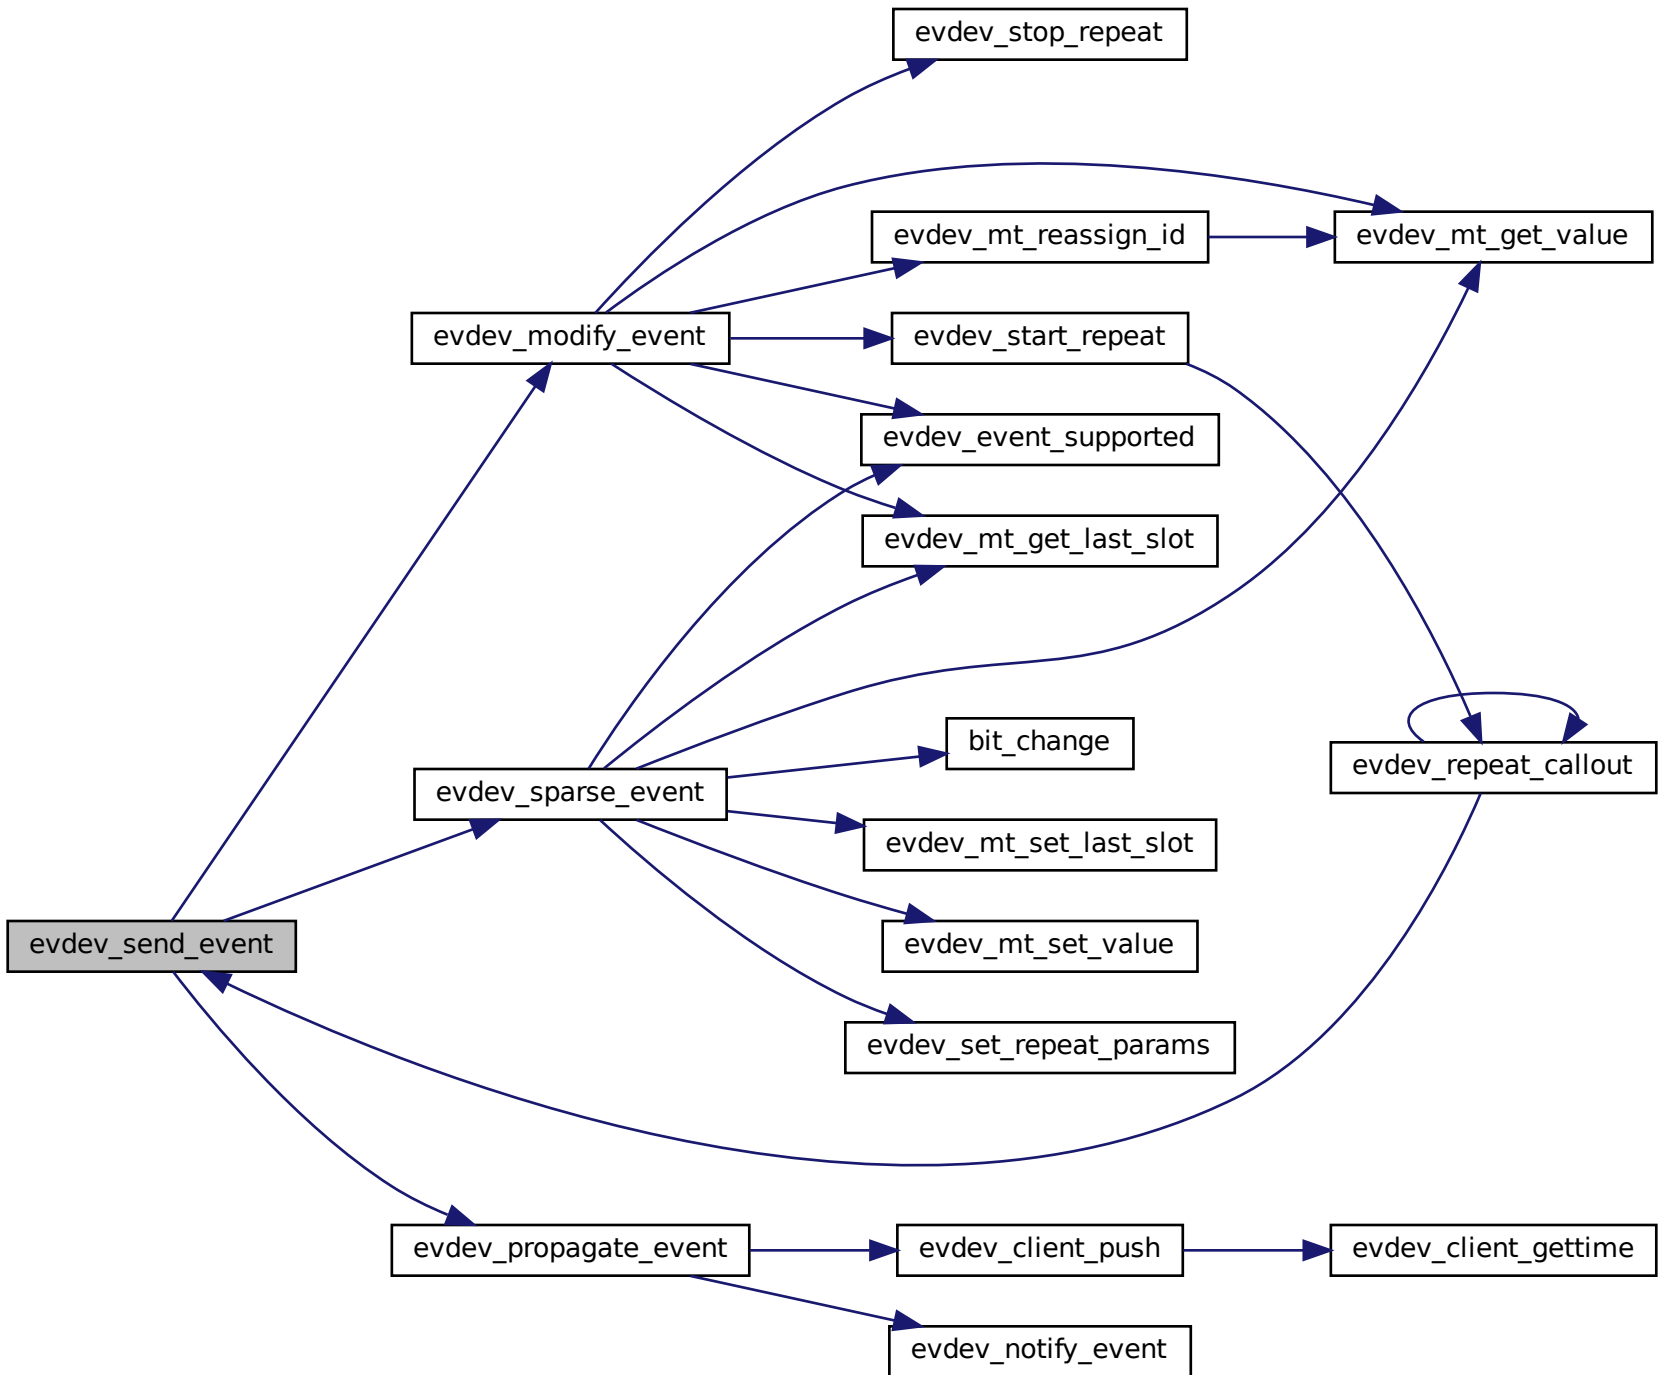 evdev_stop_repeat
evdev_mt_reassign_id
evdev_mt_get_value
evdev_modify_event
evdev_start_repeat
evdev_event_supported
evdev_mt_get_last_slot
bit_change
evdev_repeat_callout
evdev_sparse_event
evdev_mt_set_last_slot
evdev_send_event
evdev_mt_set_value
evdev_set_repeat_params
evdev_propagate_event
evdev_client_push
evdev_client_gettime
evdev_notify_event